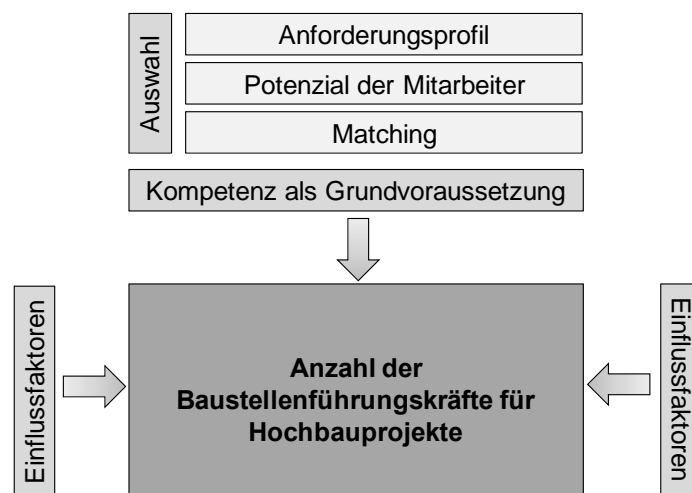 Auswahl
Anforderungsprofil
Potenzial der Mitarbeiter
Matching
Kompetenz als Grundvoraussetzung
Einflussfaktoren
Anzahl der
Baustellenführungskräfte für
Hochbauprojekte
Einflussfaktoren